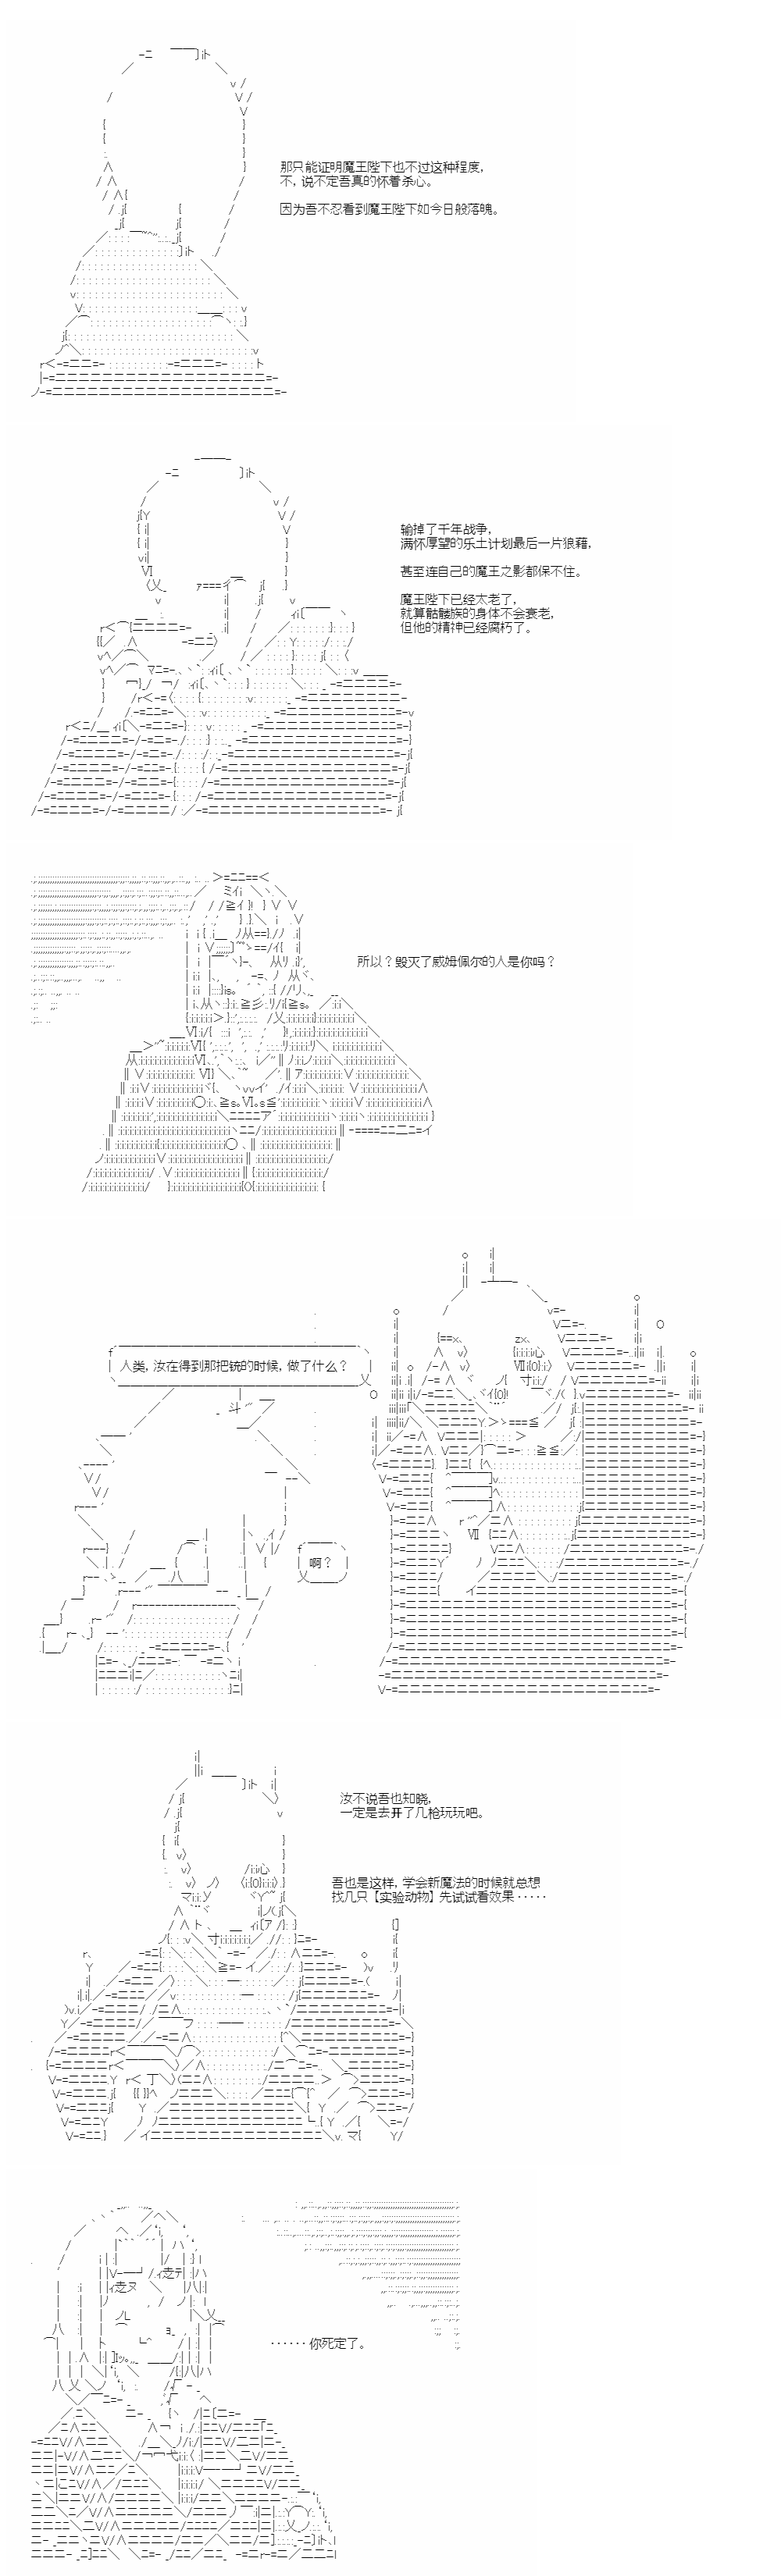 那只能证明魔王陛下也不过这种程度，
不，说不定吾真的怀着杀心。
因为吾不忍看到魔王陛下如今日般落魄。
输掉了千年战争，
满怀厚望的乐土计划最后一片狼藉，
甚至连自己的魔王之影都保不住。
魔王陛下已经太老了，
就算骷髅族的身体不会衰老，
但他的精神已经腐朽了。
所以？毁灭了威姆佩尔的人是你吗？
人类，汝在得到那把铳的时候，做了什么？
啊？
汝不说吾也知晓，
一定是去开了几枪玩玩吧。
吾也是这样，学会新魔法的时候就总想
找几只【实验动物】先试试看效果·····
······你死定了。